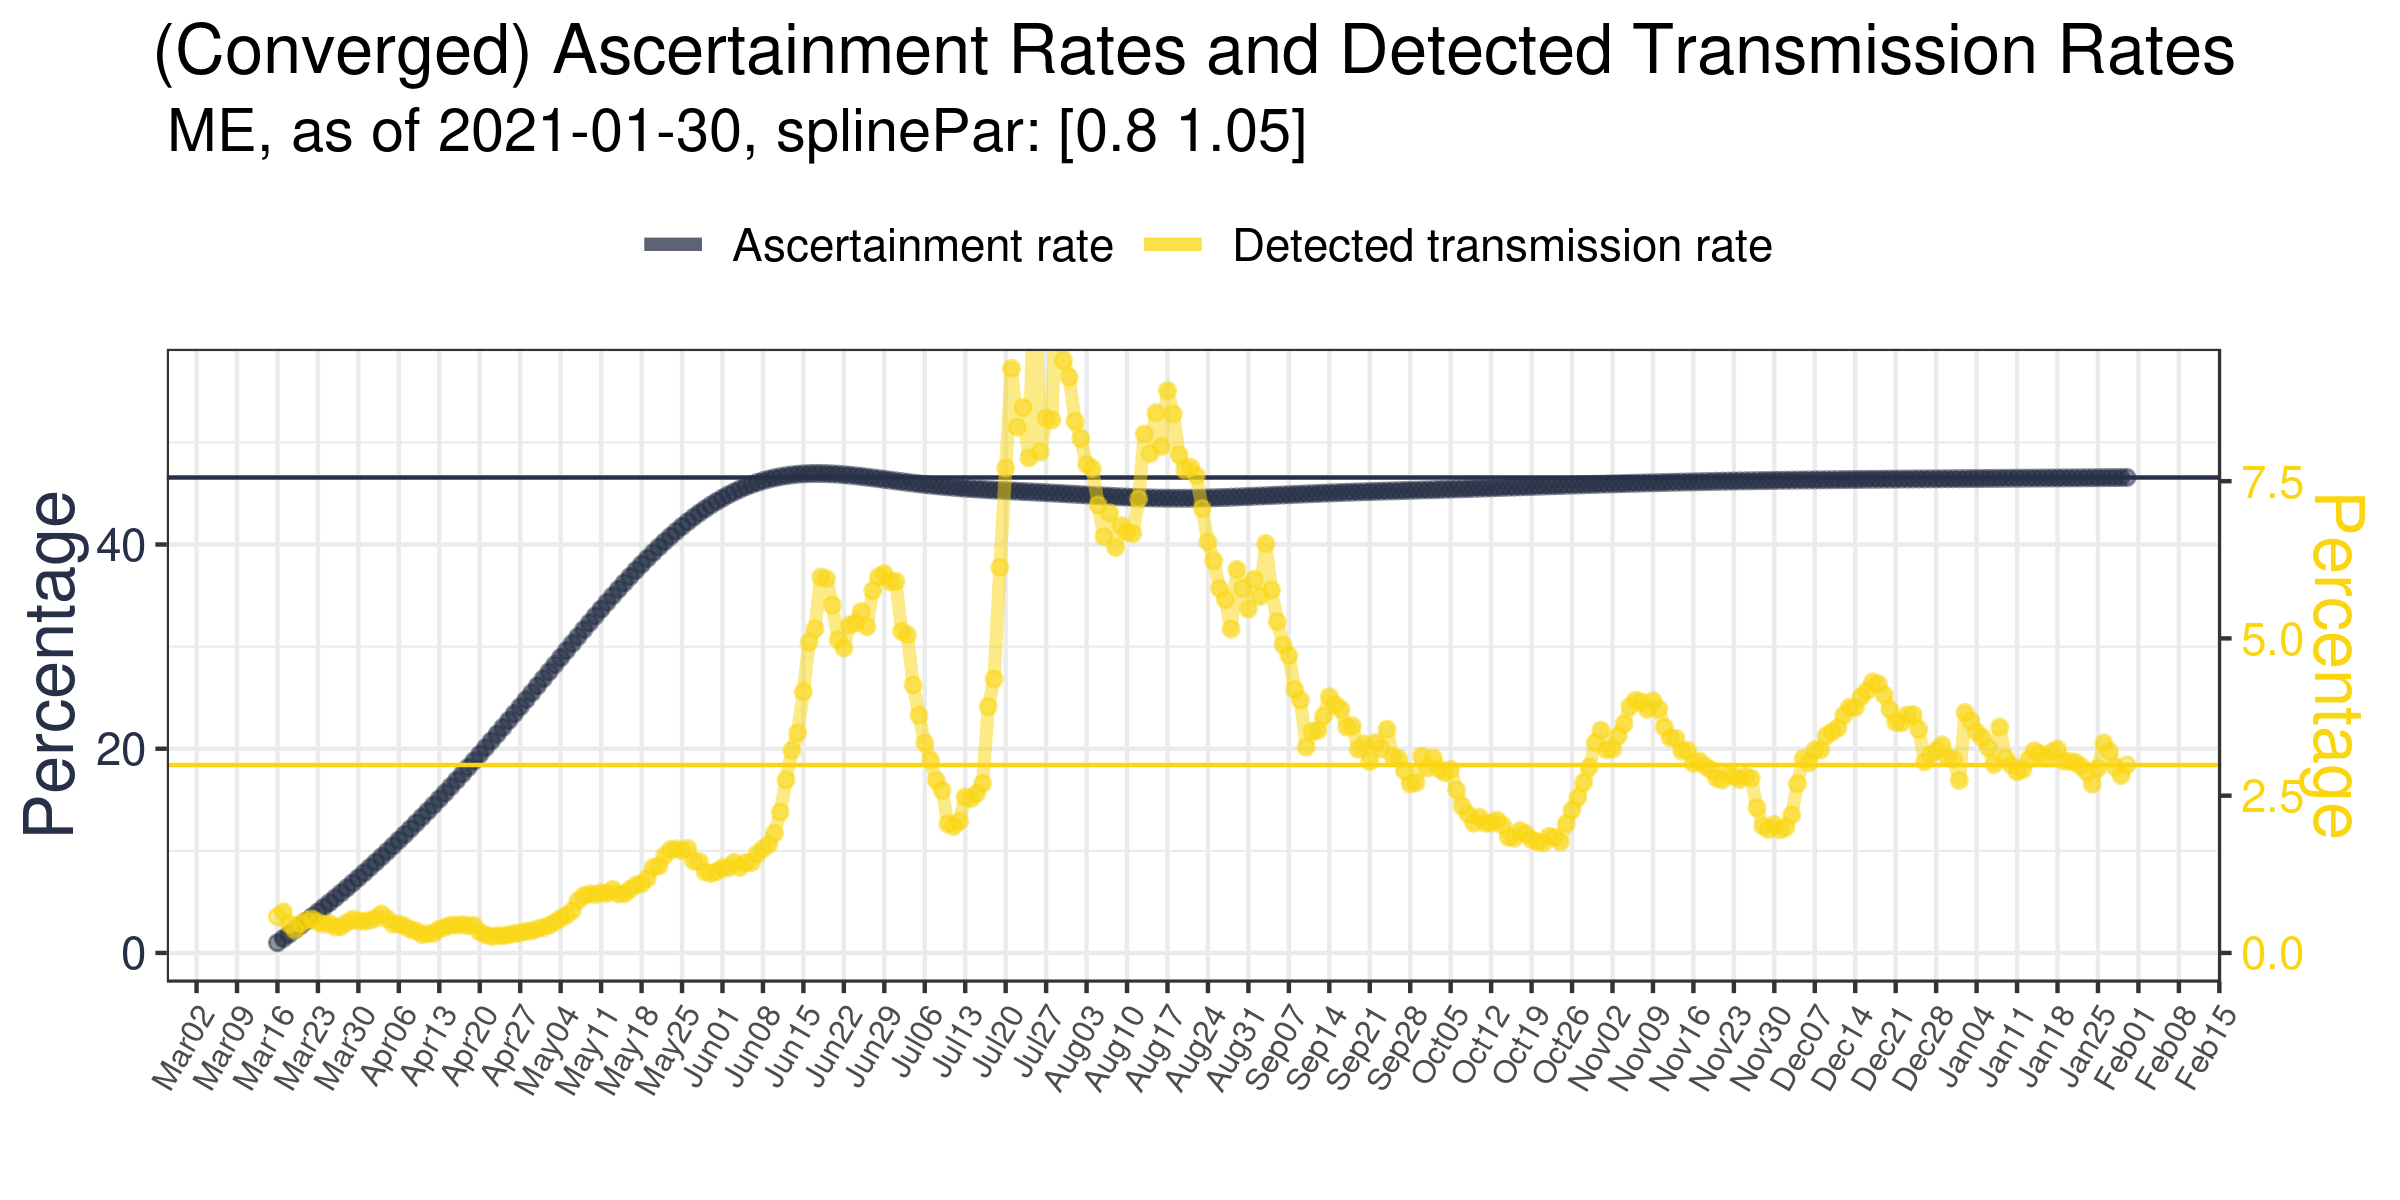 (Converged) Ascertainment Rates and Detected Transmission Rates
ME, as of 2021-01-30, splinePar: [0.8 1.05]
Ascertainment rate Detected transmission rate
Percentage
40
20
0
7.5
5.0
2.5
0.0
Percentage
Mar02 Mar09 Mar16 Mar23 Mar30 Apr06 Apr13 Apr20 Apr27 May04 May11 May18 May25 Jun01 Jun08 Jun15 Jun22 Jun29 Jul06 Jul13 Jul20 Jul27 Aug03 Aug10 Aug17 Aug24 Aug31 Sep07 Sep14 Sep21 Sep28 Oct05 Oct12 Oct19 Oct26 Nov02 Nov09 Nov16 Nov23 Nov30 Dec07 Dec14 Dec21 Dec28 Jan04 Jan11 Jan18 Jan25 Feb01 Feb08 Feb15